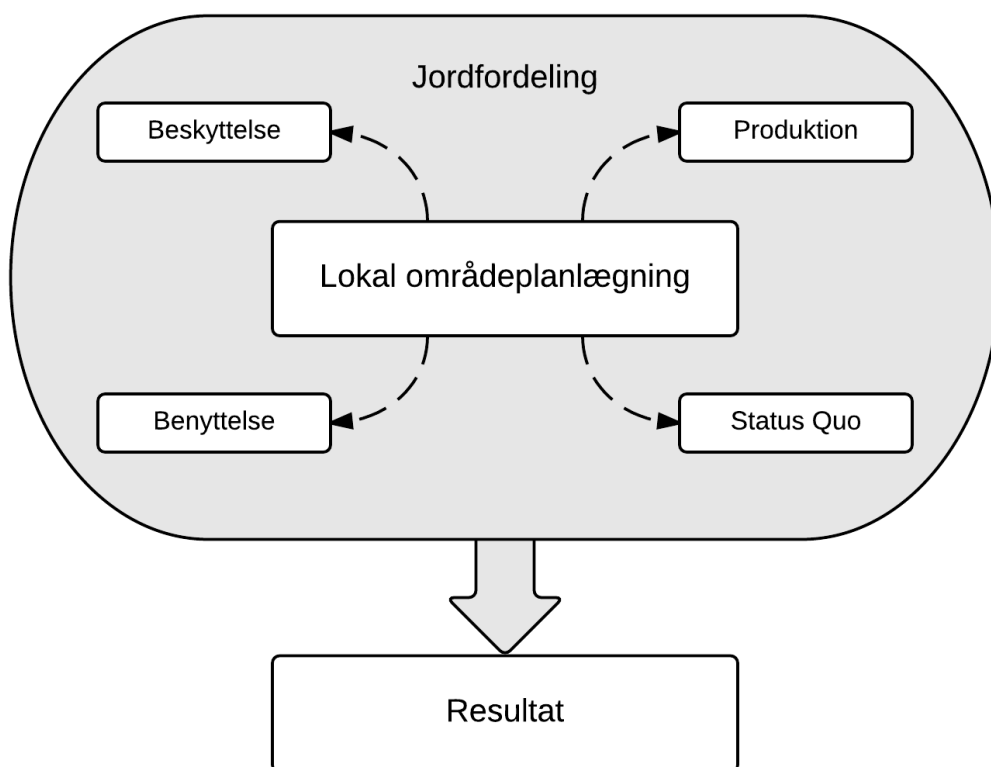 Jordfordeling
Beskyttelse
Produktion
Lokal områdeplanlægning
Benyttelse
Status Quo
Resultat